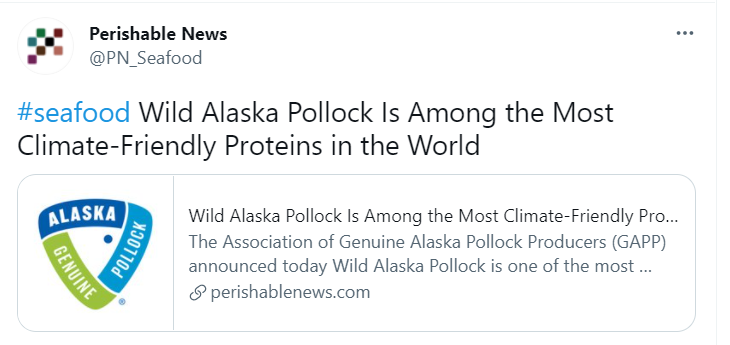 Perishable News
@PN_Seafood
#seafood Wild Alaska Pollock Is Among the Most
Climate-Friendly Proteins in the World
ALASKA
POLLOCK
GENUINE
®
Wild Alaska Pollock Is Among the Most Climate-Friendly Pro...
The Association of Genuine Alaska Pollock Producers (GAPP)
announced today Wild Alaska Pollock is one of the most ...
perishablenews.com